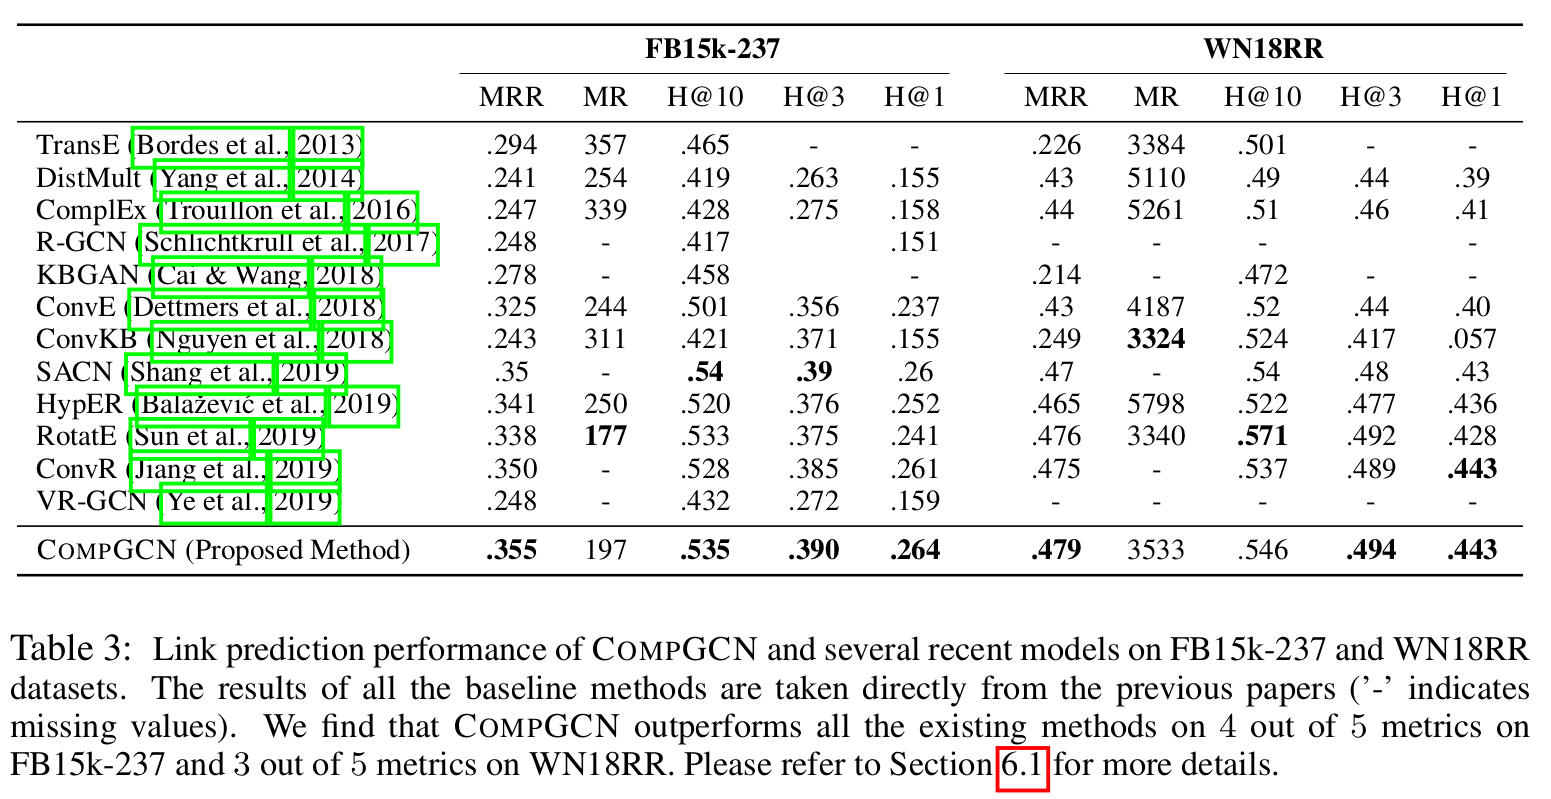 FB15k-237 WN18RR
MRR MR H@10 H@3 H@1 MRR MR H@10 H@3 H@1
TransE (Bordes et al., 2013) .294 357 .465 - - .226 3384 .501 - -
DistMult (Yang et al., 2014) .241 254 .419 .263 .155 .43 5110 .49 .44 .39
ComplEx (Trouillon et al., 2016) .247 339 .428 .275 .158 .44 5261 .51 .46 .41
R-GCN (Schlichtkrull et al., 2017) .248 - .417 .151 - - - -
KBGAN (Cai & Wang, 2018) .278 - .458 - .214 - .472 - -
ConvE (Dettmers et al., 2018) .325 244 .501 .356 .237 .43 4187 .52 .44 .40
ConvKB (Nguyen et al., 2018) .243 311 .421 .371 .155 .249 3324 .524 .417 .057
SACN (Shang et al., 2019) .35 - .54 .39 .26 .47 - .54 .48 .43
HypER (Balažević et al., 2019) .341 250 .520 .376 .252 .465 5798 .522 .477 .436
RotatE (Sun et al., 2019) .338 177 .533 .375 .241 .476 3340 .571 .492 .428
ConvR (Jiang et al., 2019) .350 - .528 .385 .261 .475 - .537 .489 .443
VR-GCN (Ye et al., 2019) .248 - .432 .272 .159 - - - - -
COMPGCN (Proposed Method) .355 197 .535 .390 .264 .479 3533 .546 .494 .443
Table 3: Link prediction performance of COMPGCN and several recent models on FB15k-237 and WN18RR
datasets. The results of all the baseline methods are taken directly from the previous papers ('-' indicates
missing values). We find that COMPGCN outperforms all the existing methods on 4 out of 5 metrics on
FB15k-237 and 3 out of 5 metrics on WN18RR. Please refer to Section 6.1 for more details.